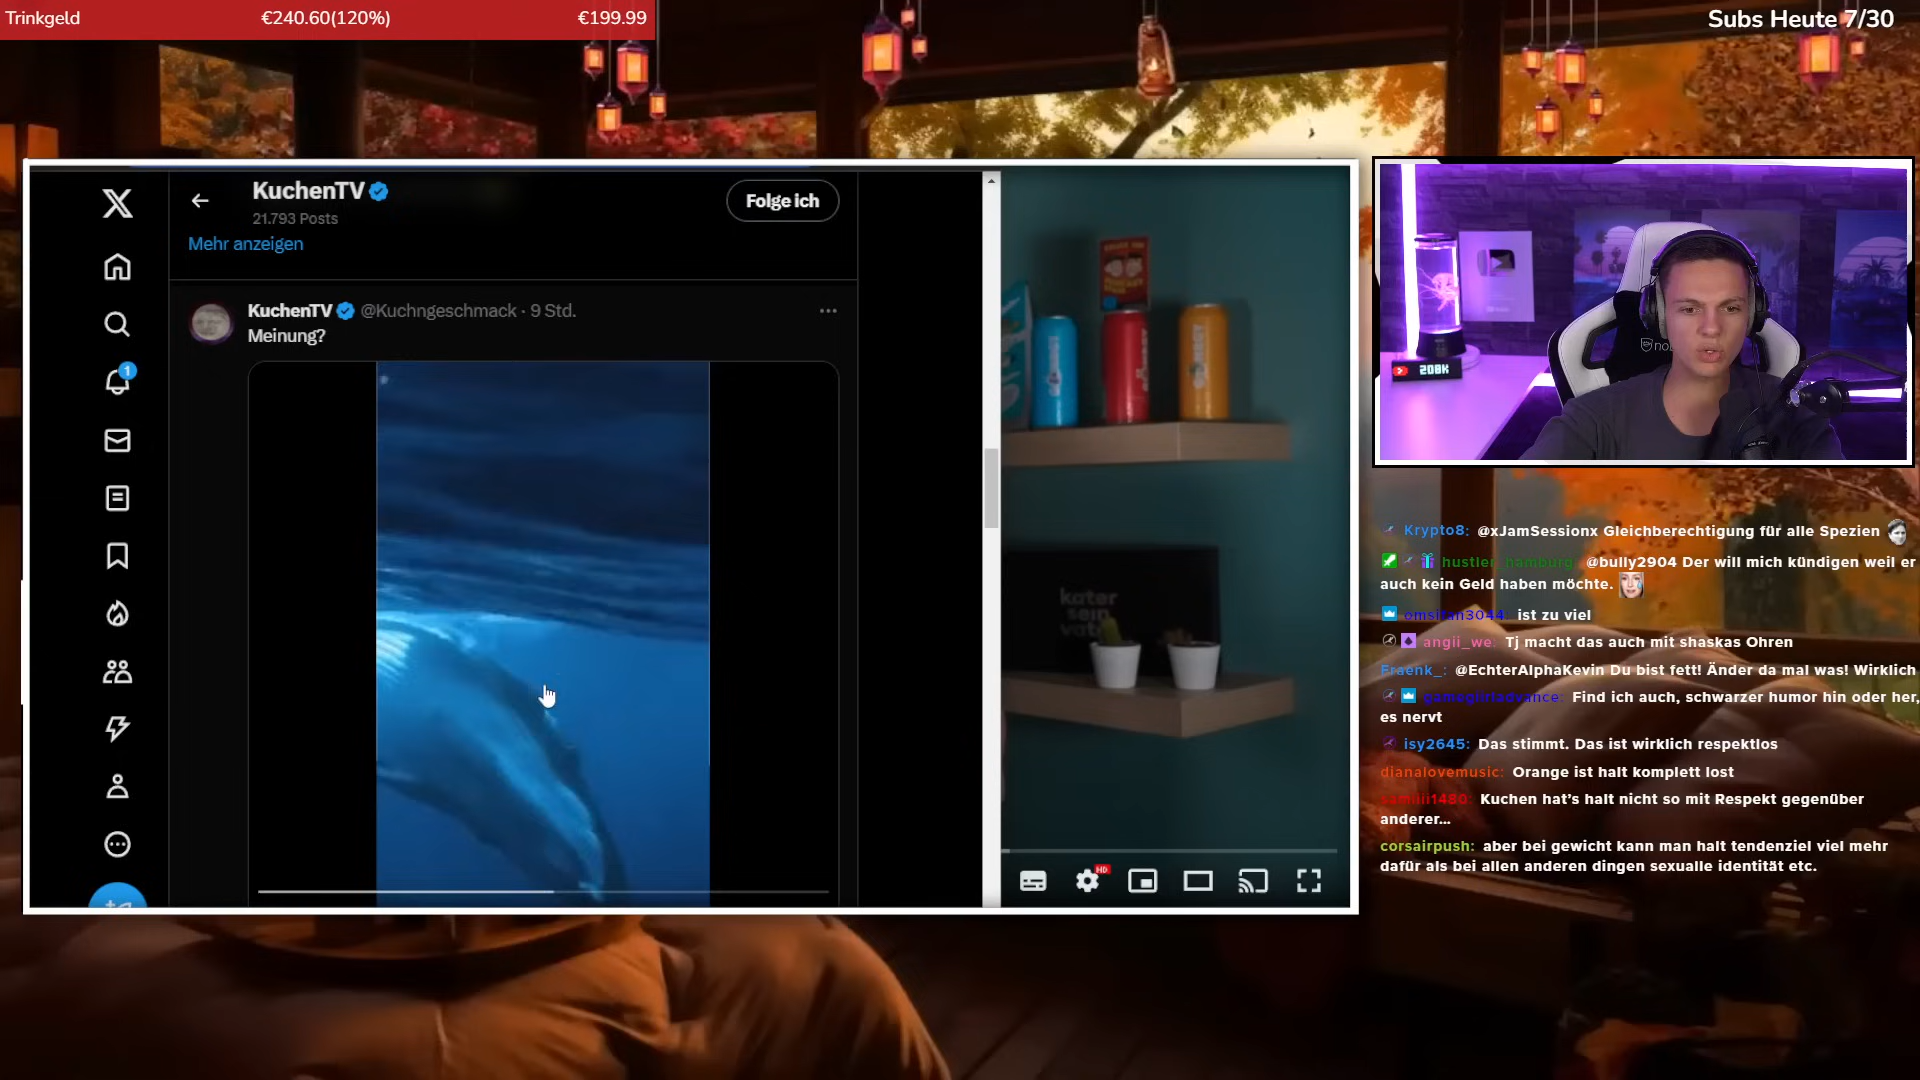 Trinkgeld €240.60(120%) €199.99
Subs Heute 7/30
KuchenTV
21.793 Posts
Folge ich
Mehr anzeigen
KuchenTV @Kuchngeschmack · 9 Std.
Meinung?
1
HD
kater
sein
208K
Krypto8: @xJamSessionx Gleichberechtigung für alle Spezien
hustler_hamburg: @bully2904 Der will mich kündigen weil er
auch kein Geld haben möchte.
ist zu viel
angii_we: Tj macht das auch mit shaskas Ohren
Fraenk_: @EchterAlphaKevin Du bist fett! Änder da mal was! Wirklich
gamegiirladvance: Find ich auch, schwarzer humor hin oder her,
es nervt
isy2645: Das stimmt. Das ist wirklich respektlos
dianalovemusic: Orange ist halt komplett lost
Kuchen hat's halt nicht so mit Respekt gegenüber
anderer...
corsairpush: aber bei gewicht kann man halt tendenziel viel mehr
dafür als bei allen anderen dingen sexualle identität etc.